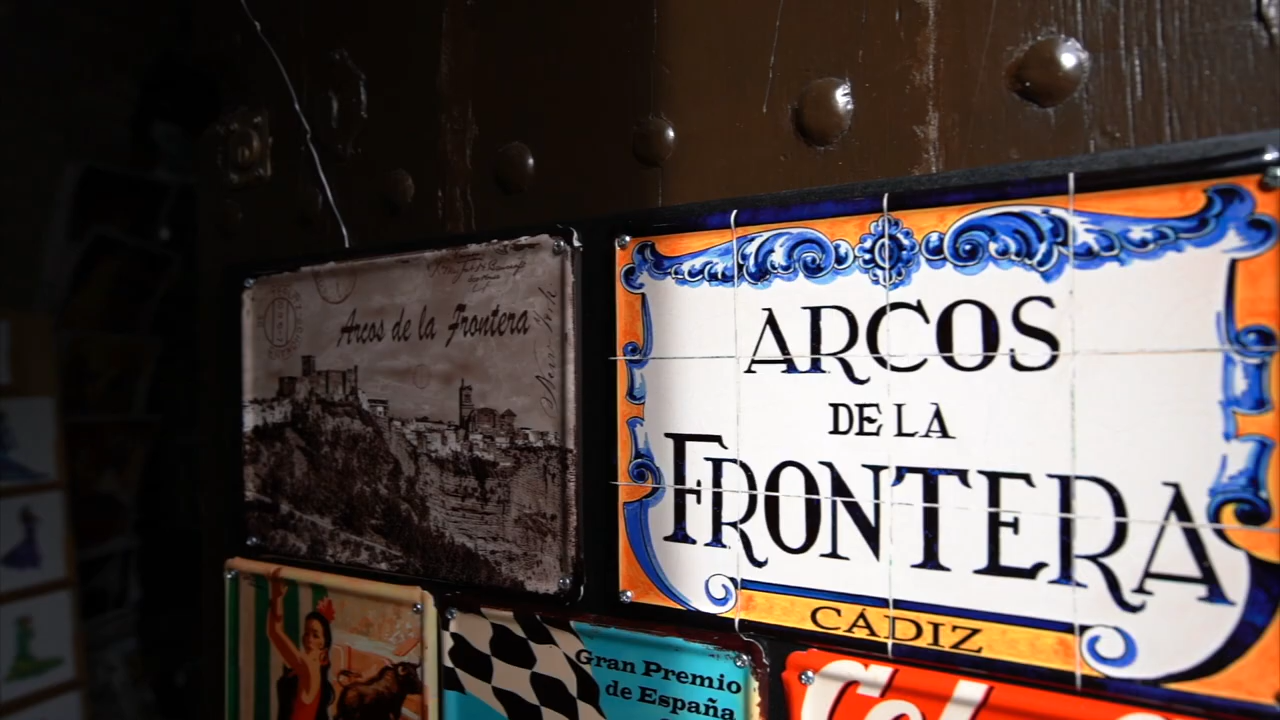 Arcos de la Frontera
ARCOS
DE LA
FRONTERA
CÁDIZ
Gran Premio
de España